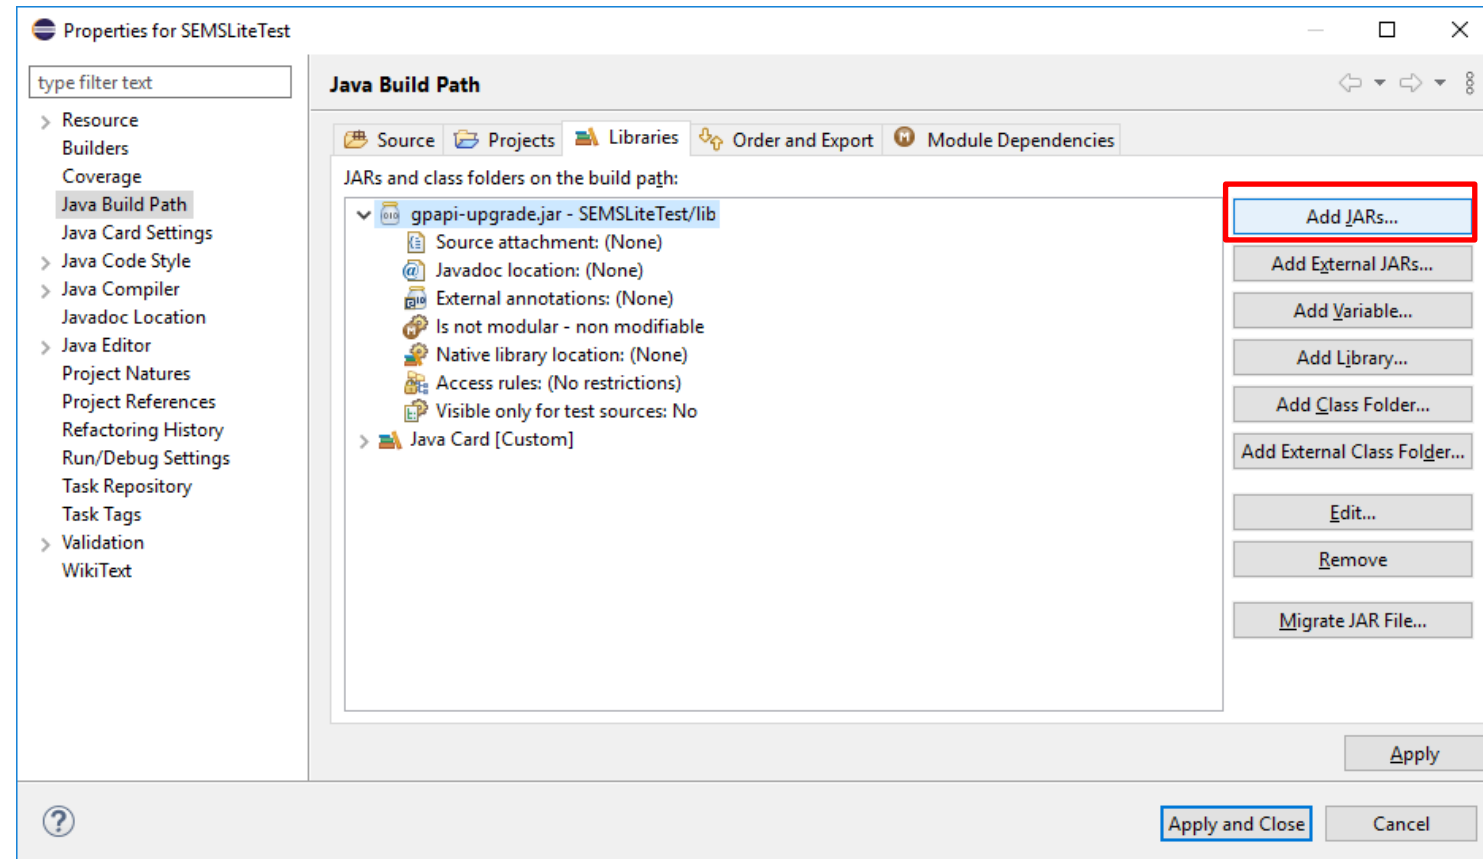 Properties for SEMSLiteTest
type filter text
Resource
Builders
Coverage
Java Build Path
Java Card Settings
Java Code Style
Java Compiler
Javadoc Location
Java Editor
Project Natures
Project References
Refactoring History
Run/Debug Settings
Task Repository
Task Tags
Validation
WikiText
Java Build Path
Source Projects Libraries Order and Export Module Dependencies
JARs and class folders on the build path:
gpapi-upgrade.jar - SEMSLiteTest/lib
Source attachment: (None)
Javadoc location: (None)
External annotations: (None)
Is not modular - non modifiable
Native library location: (None)
Access rules: (No restrictions)
Visible only for test sources: No
Java Card [Custom]
Add JARs...
Add External JARs...
Add Variable...
Add Library...
Add Class Folder...
Add External Class Folder...
Edit...
Remove
Migrate JAR File...
Apply
Apply and Close Cancel